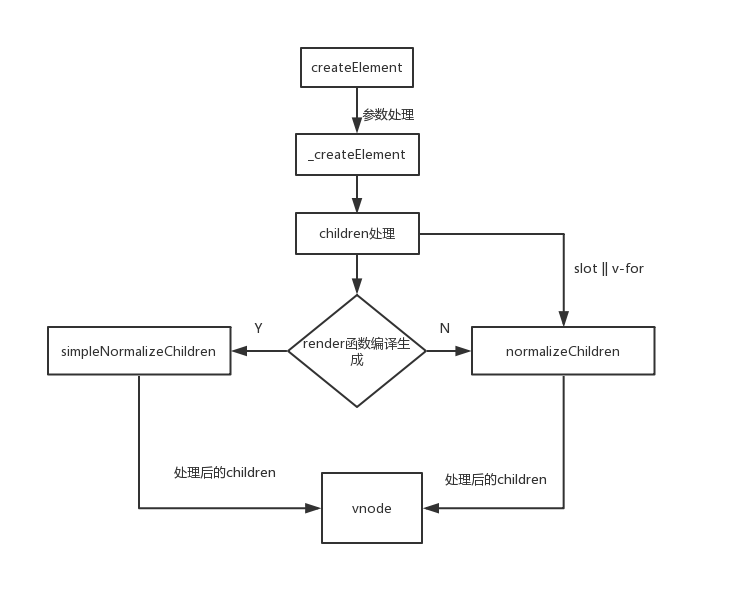 createElement
参数处理
_createElement
children处理
slot || v-for
Y
N
render函数编译生
成
simpleNormalizeChildren
normalizeChildren
处理后的children
处理后的children
vnode